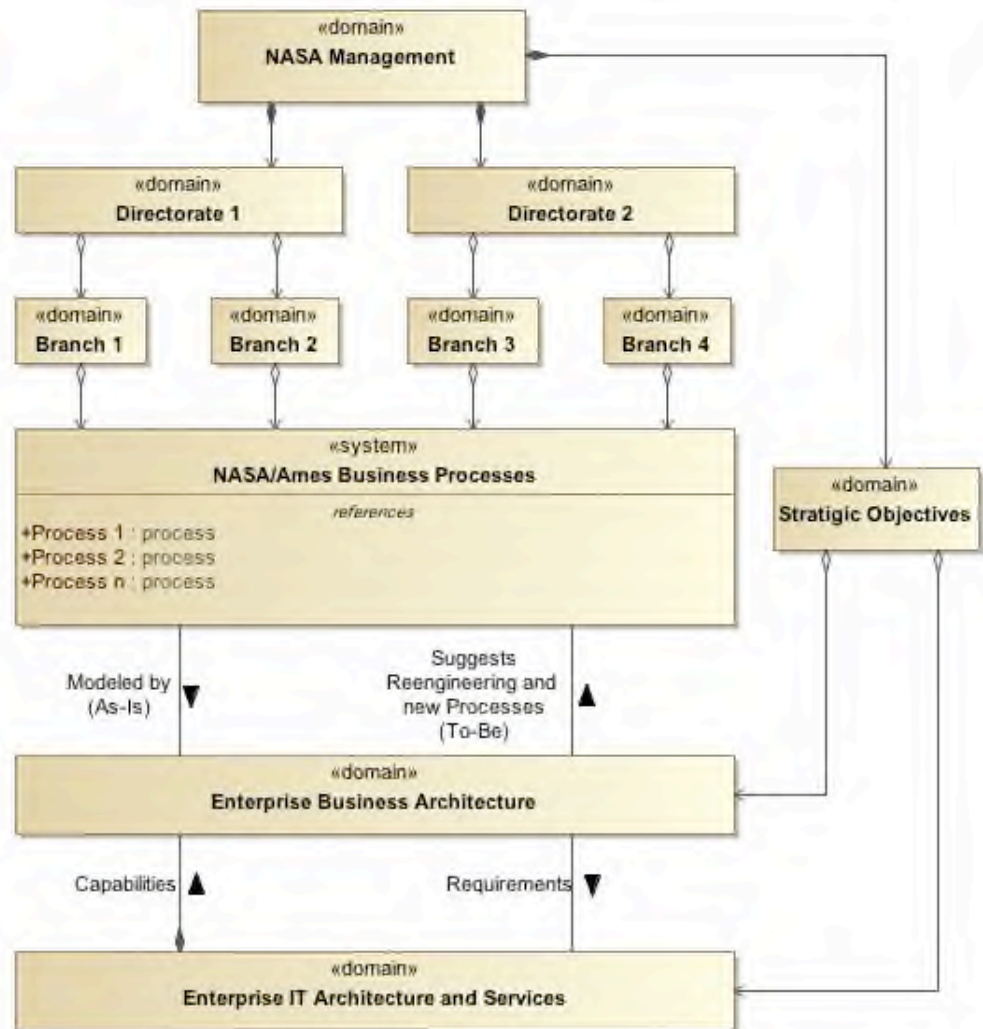 «domain»
NASA Management
«domain»
Directorate 1
«domain»
Directorate 2
«domain»
Branch 1
«domain»
Branch 2
«domain»
Branch 3
«domain»
Branch 4
«system»
NASA/Ames Business Processes
references
+Process 1 : process
+Process 2 : process
+Process n : process
«domain»
Stratigic Objectives
Modeled by
(As-Is)
Suggests
Reengineering and
new Processes
(To-Be)
«domain»
Enterprise Business Architecture
Capabilities
Requirements
«domain»
Enterprise IT Architecture and Services